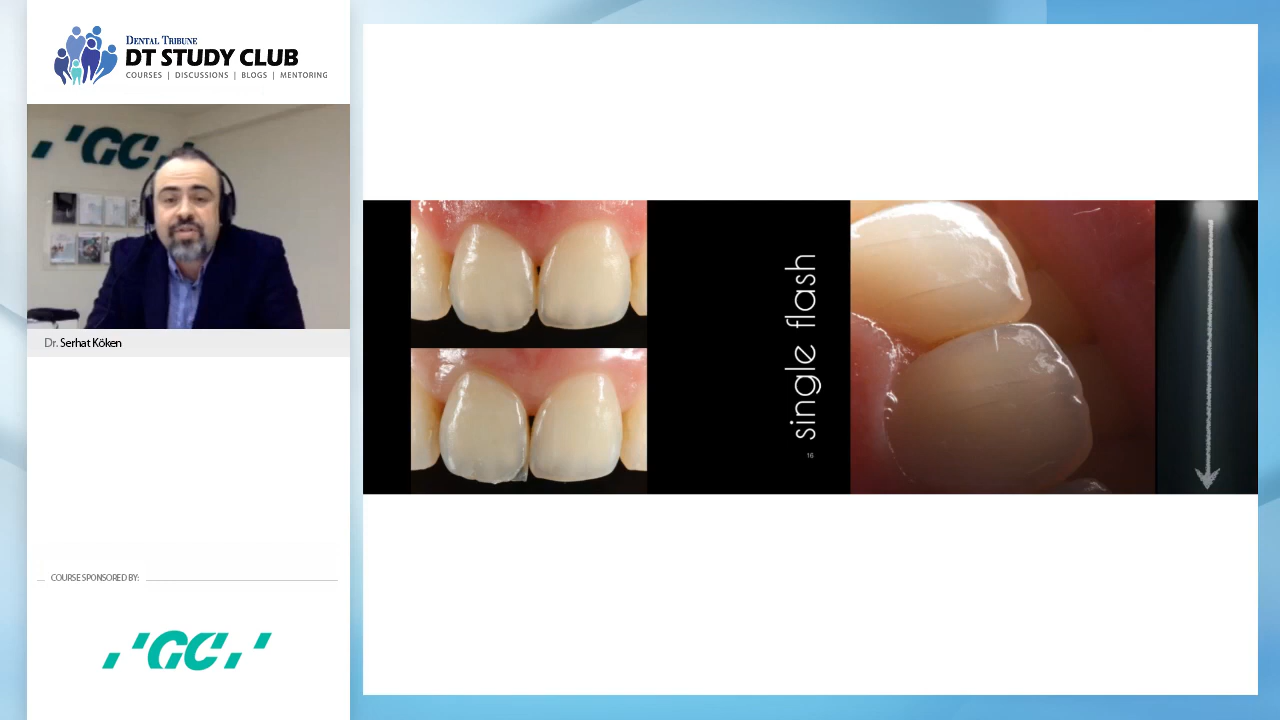 DENTAL TRIBUNE
DT STUDY CLUB
COURSES | DISCUSSIONS | BLOGS | MENTORING
GC
Dr. Serhat Köken
COURSE SPONSORED BY:
GC
single flash
16